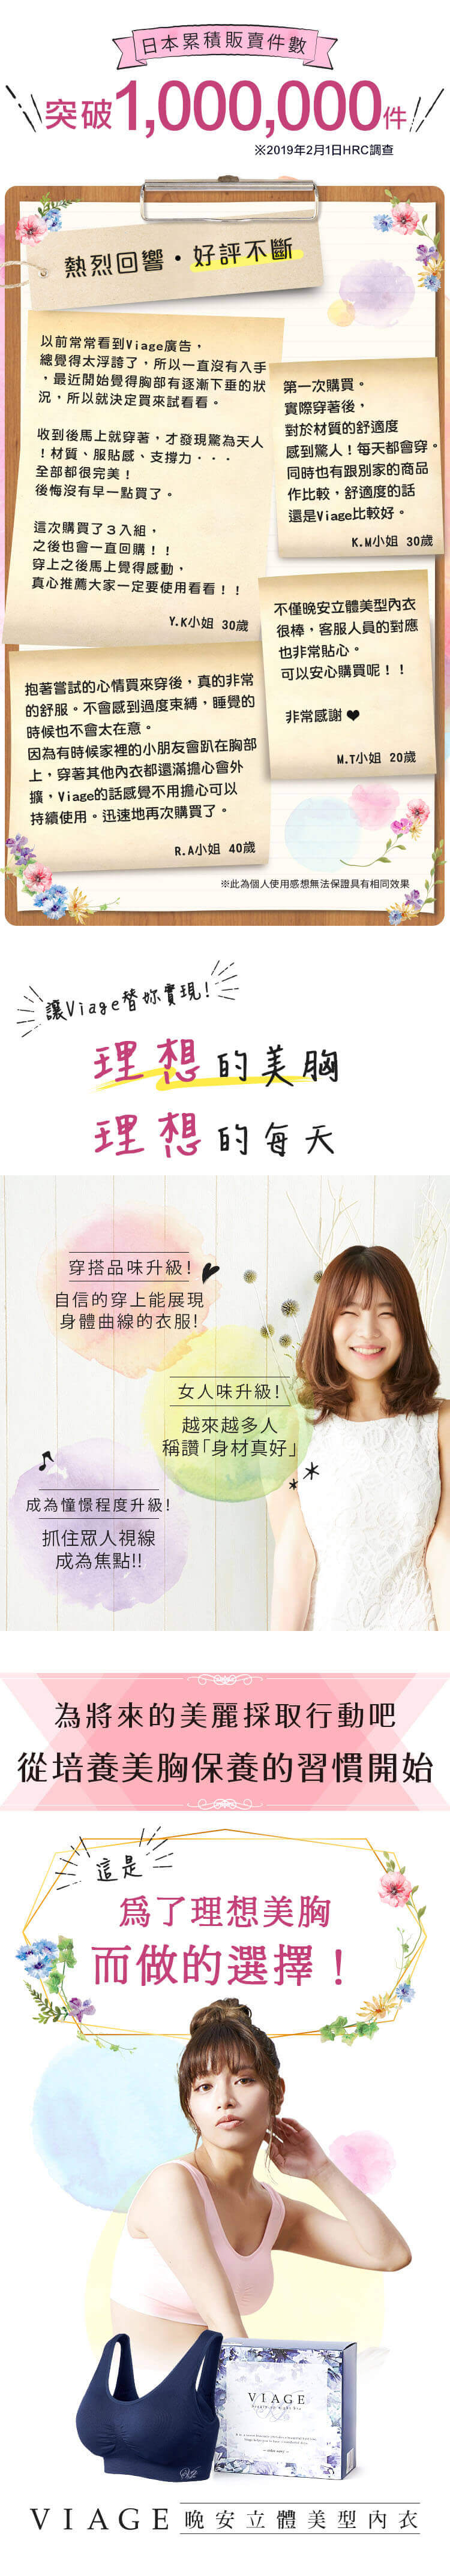 日本累積販賣件數
突破1,000,000件
※2019年2月1日HRC調查
熱烈回響・好評不斷
以前常常看到Viage廣告，
總覺得太浮誇了，所以一直沒有入手
，最近開始覺得胸部有逐漸下垂的狀
況，所以就決定買來試看看。
收到後馬上就穿著，才發現驚為天人
！材質、服貼感、支撐力・・・
全部都很完美！
後悔沒有早一點買了。
這次購買了３入組，
之後也會一直回購！！
穿上之後馬上覺得感動，
真心推薦大家一定要使用看看！！
Y.K小姐 30歲
第一次購買。
實際穿著後，
對於材質的舒適度
感到驚人！每天都會穿。
同時也有跟別家的商品
作比較，舒適度的話
還是Viage比較好。
K.M小姐 30歲
不僅晚安立體美型內衣
很棒，客服人員的對應
也非常貼心。
可以安心購買呢！！
非常感謝❤
M.T小姐 20歲
抱著嘗試的心情買來穿後，真的非常
的舒服。不會感到過度束縛，睡覺的
時候也不會太在意。
因為有時候家裡的小朋友會趴在胸部
上，穿著其他內衣都還滿擔心會外
擴，Viage的話感覺不用擔心可以
持續使用。迅速地再次購買了。
R.A小姐 40歲
※此為個人使用感想無法保證具有相同效果
讓Viage替妳實現！
理想的美胸
理想的每天
穿搭品味升級！
自信的穿上能展現
身體曲線的衣服！
女人味升級！
越來越多人
稱讚「身材真好」
成為憧憬程度升級！
抓住眾人視線
成為焦點!!
為將來的美麗採取行動吧
從培養美胸保養的習慣開始
這是
為了理想美胸
而做的選擇！
VIAGE
VIAGE 晚安立體美型內衣